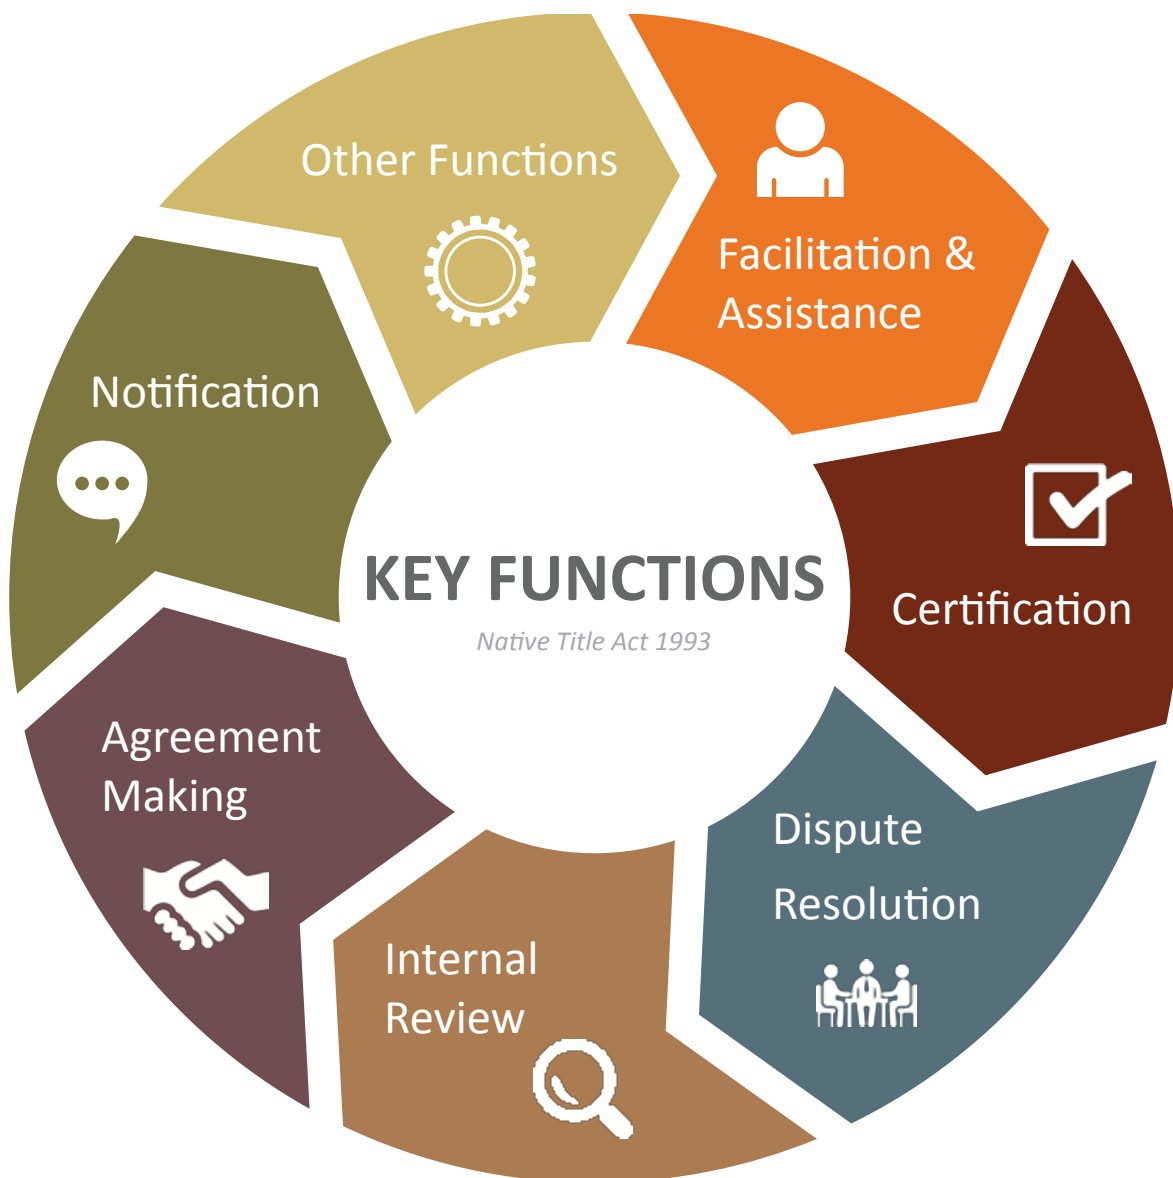 KEY FUNCTIONS
Native Title Act 1993
Facilitation &
Assistance
Certification
Dispute
Resolution
Internal
Review
Agreement
Making
Notification
Other Functions